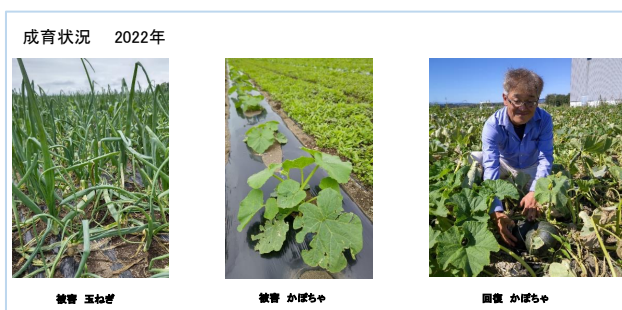 成育状況 2022年
被害 玉ねぎ
被害 かぼちゃ
回復 かぼちゃ